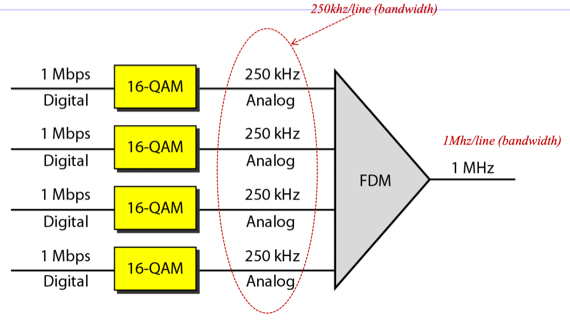 250khz/line (bandwidth)
1 Mbps
Digital
16-QAM
250 kHz
Analog
1 Mbps
Digital
16-QAM
250 kHz
Analog
1Mhz/line (bandwidth)
1 MHz
FDM
1 Mbps
Digital
16-QAM
250 kHz
Analog
1 Mbps
Digital
16-QAM
250 kHz
Analog